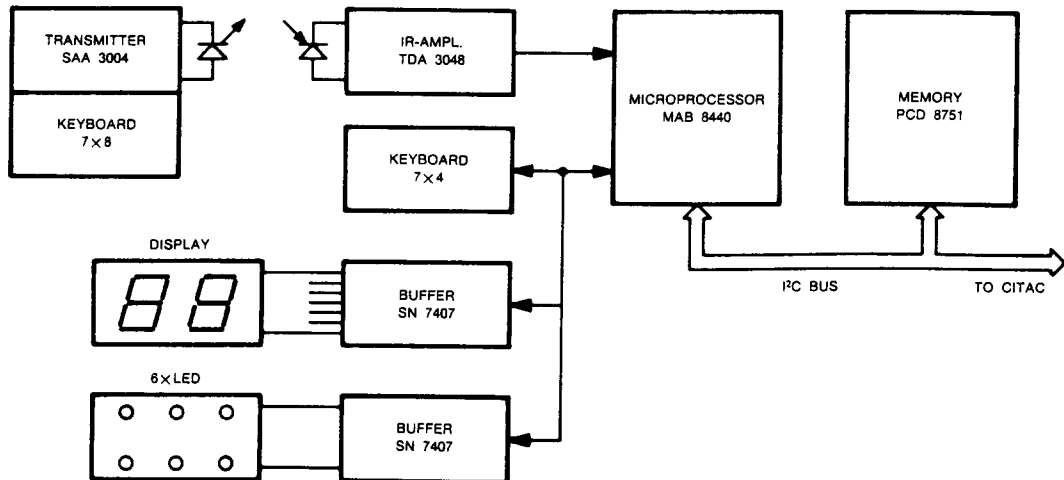 TRANSMITTER
SAA 3004
KEYBOARD
7×8
IR-AMPL.
TDA 3048
KEYBOARD
7×4
MICROPROCESSOR
MAB 8440
MEMORY
PCD 8751
I²C BUS
TO CITAC
DISPLAY
88
BUFFER
SN 7407
6×LED
BUFFER
SN 7407